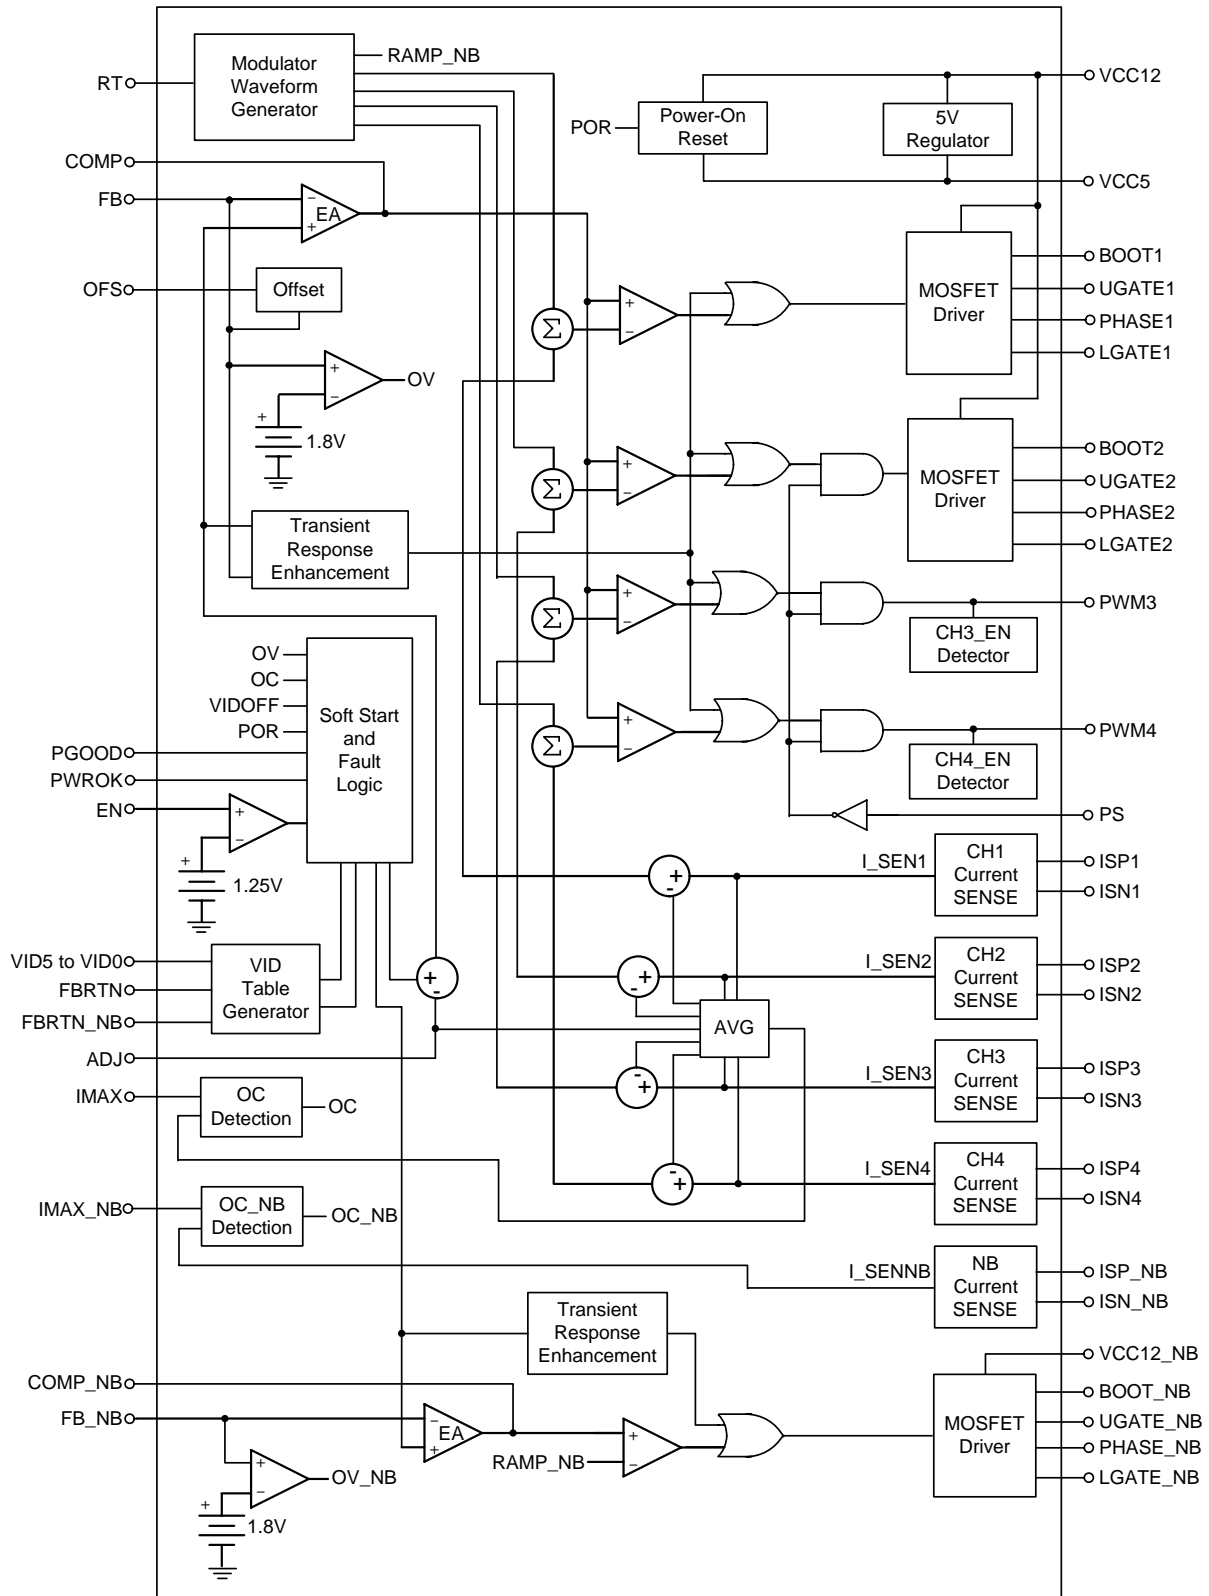 RT
Modulator
Waveform
Generator
RAMP_NB
COMP
FB
−
EA
+
OFS
Offset
+
−
OV
+
1.8V
POR
Power-On
Reset
5V
Regulator
VCC12
VCC5
Σ
+
−
MOSFET
Driver
BOOT1
UGATE1
PHASE1
LGATE1
Σ
+
−
MOSFET
Driver
BOOT2
UGATE2
PHASE2
LGATE2
Transient
Response
Enhancement
Σ
+
−
PWM3
CH3_EN
Detector
Σ
+
−
PWM4
CH4_EN
Detector
PS
OV
OC
VIDOFF
POR
PGOOD
PWROK
EN
Soft Start
and
Fault
Logic
+
−
+
1.25V
VID5 to VID0
FBRTN
FBRTN_NB
VID
Table
Generator
+
-
ADJ
I_SEN1
+
-
CH1
Current
SENSE
ISP1
ISN1
I_SEN2
+
-
CH2
Current
SENSE
ISP2
ISN2
AVG
I_SEN3
-
+
CH3
Current
SENSE
ISP3
ISN3
I_SEN4
-
+
CH4
Current
SENSE
ISP4
ISN4
IMAX
OC
Detection
OC
IMAX_NB
OC_NB
Detection
OC_NB
I_SENNB
NB
Current
SENSE
ISP_NB
ISN_NB
Transient
Response
Enhancement
COMP_NB
FB_NB
−
EA
+
+
−
OV_NB
+
1.8V
RAMP_NB
+
−
MOSFET
Driver
VCC12_NB
BOOT_NB
UGATE_NB
PHASE_NB
LGATE_NB